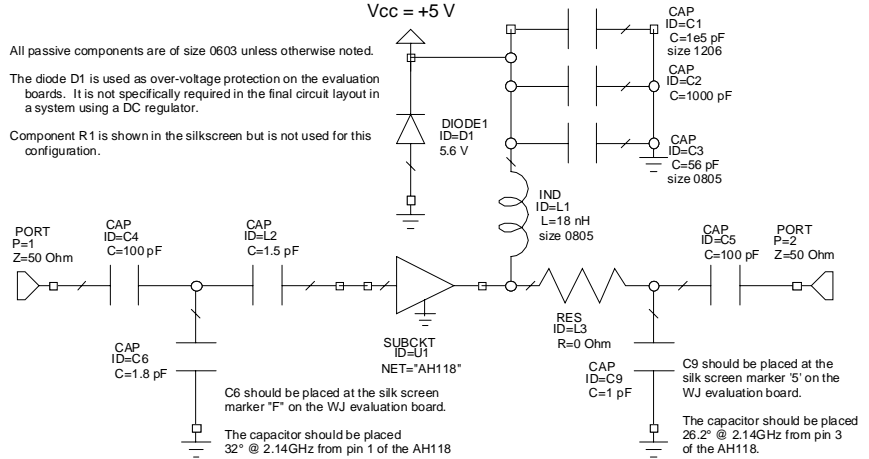 Vcc = +5 V
All passive components are of size 0603 unless otherwise noted.
The diode D1 is used as over-voltage protection on the evaluation
boards. It is not specifically required in the final circuit layout in
a system using a DC regulator.
Component R1 is shown in the silkscreen but is not used for this
configuration.
CAP
ID=C1
C=1e5 pF
size 1206
CAP
ID=C2
C=1000 pF
CAP
ID=C3
C=56 pF
size 0805
DIODE1
ID=D1
5.6 V
IND
ID=L1
L=18 nH
size 0805
PORT
P=1
Z=50 Ohm
CAP
ID=C4
C=100 pF
CAP
ID=L2
C=1.5 pF
CAP
ID=C5
C=100 pF
PORT
P=2
Z=50 Ohm
SUBCKT
ID=U1
NET="AH118"
RES
ID=L3
R=0 Ohm
CAP
ID=C6
C=1.8 pF
CAP
ID=C9
C=1 pF
C6 should be placed at the silk screen
marker "F" on the WJ evaluation board.
The capacitor should be placed
32° @ 2.14GHz from pin 1 of the AH118
C9 should be placed at the
silk screen marker '5' on the
WJ evaluation board.
The capacitor should be placed
26.2° @ 2.14GHz from pin 3
of the AH118.